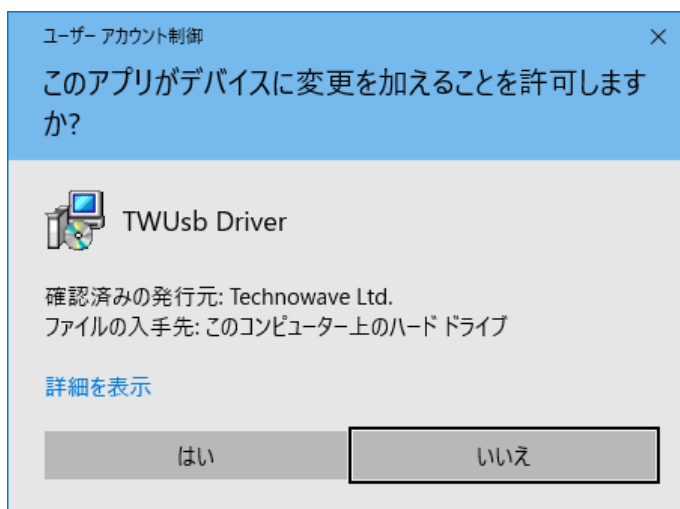 ユーザー アカウント制御
このアプリがデバイスに変更を加えることを許可します
か?
TWUsb Driver
確認済みの発行元: Technowave Ltd.
ファイルの入手先: このコンピューター上のハード ドライブ
詳細を表示
はい
いいえ